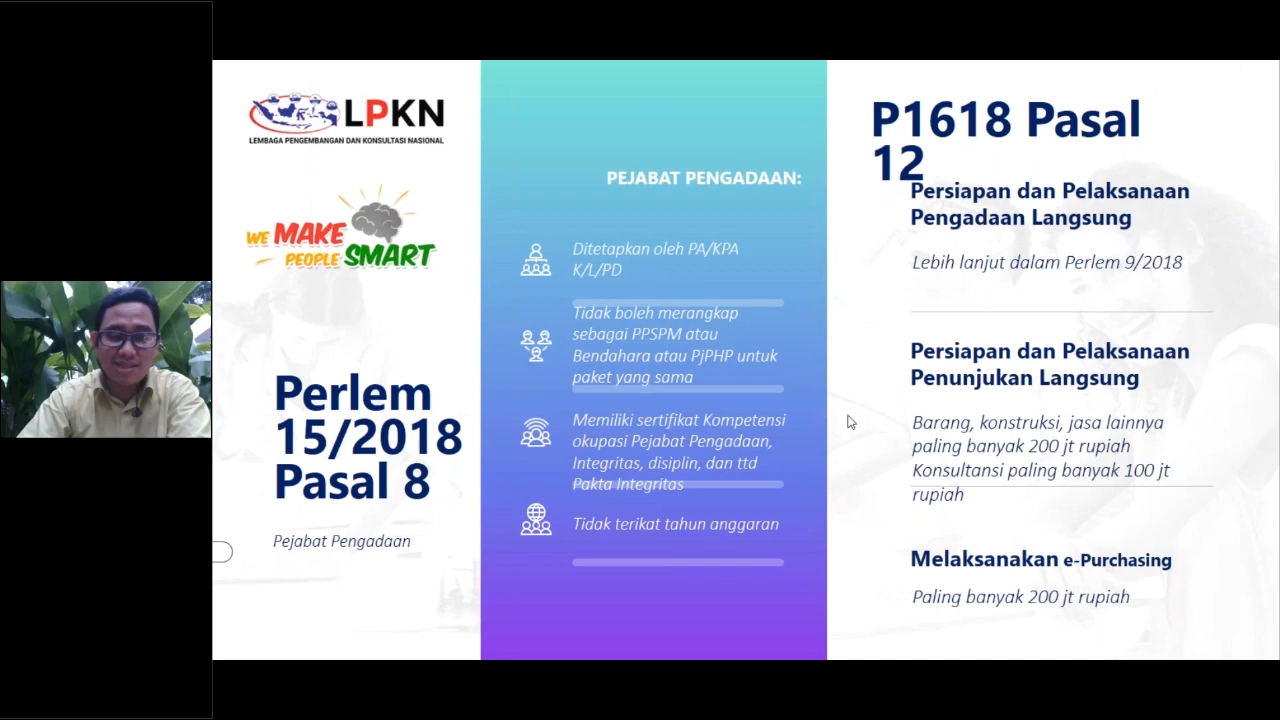 LPKN
LEMBAGA PENGEMBANGAN DAN KONSULTASI NASIONAL
WE MAKE
PEOPLE SMART
Perlem
15/2018
Pasal 8
Pejabat Pengadaan
PEJABAT PENGADAAN:
Ditetapkan oleh PA/KPA
K/L/PD
Tidak boleh merangkap
sebagai PPSPM atau
Bendahara atau PjPHP untuk
paket yang sama
Memiliki sertifikat Kompetensi
okupasi Pejabat Pengadaan,
Integritas, disiplin, dan ttd
Pakta Integritas
Tidak terikat tahun anggaran
P1618 Pasal
12
Persiapan dan Pelaksanaan
Pengadaan Langsung
Lebih lanjut dalam Perlem 9/2018
Persiapan dan Pelaksanaan
Penunjukan Langsung
Barang, konstruksi, jasa lainnya
paling banyak 200 jt rupiah
Konsultansi paling banyak 100 jt
rupiah
Melaksanakan e-Purchasing
Paling banyak 200 jt rupiah